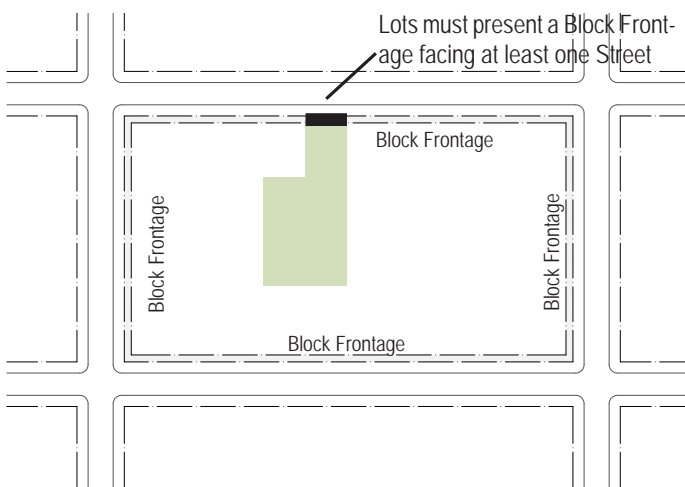 Lots must present a Block Front-
age facing at least one Street
Block Frontage
Block Frontage
Block Frontage
Block Frontage